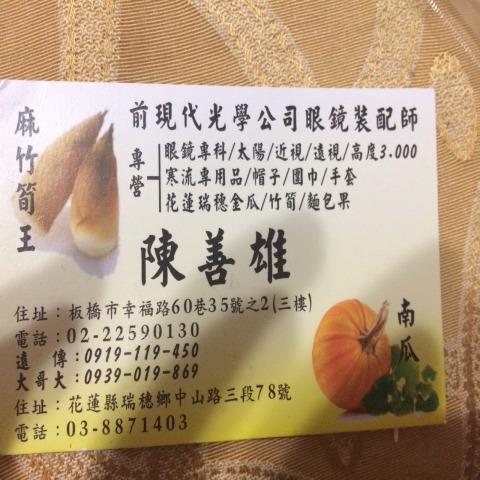 麻竹筍王
前現代光學公司眼鏡裝配師
專營
眼鏡專科/太陽/近視/遠視/高度3.000
寒流專用品/帽子/圍巾/手套
花蓮瑞穗金瓜/竹筍/麵包果
陳善雄
住址：板橋市幸福路60巷35號之2(三樓)
電話：02-22590130
遠傳：0919-119-450
大哥大：0939-019-869
住址：花蓮縣瑞穗鄉中山路三段78號
電話：03-8871403
南瓜